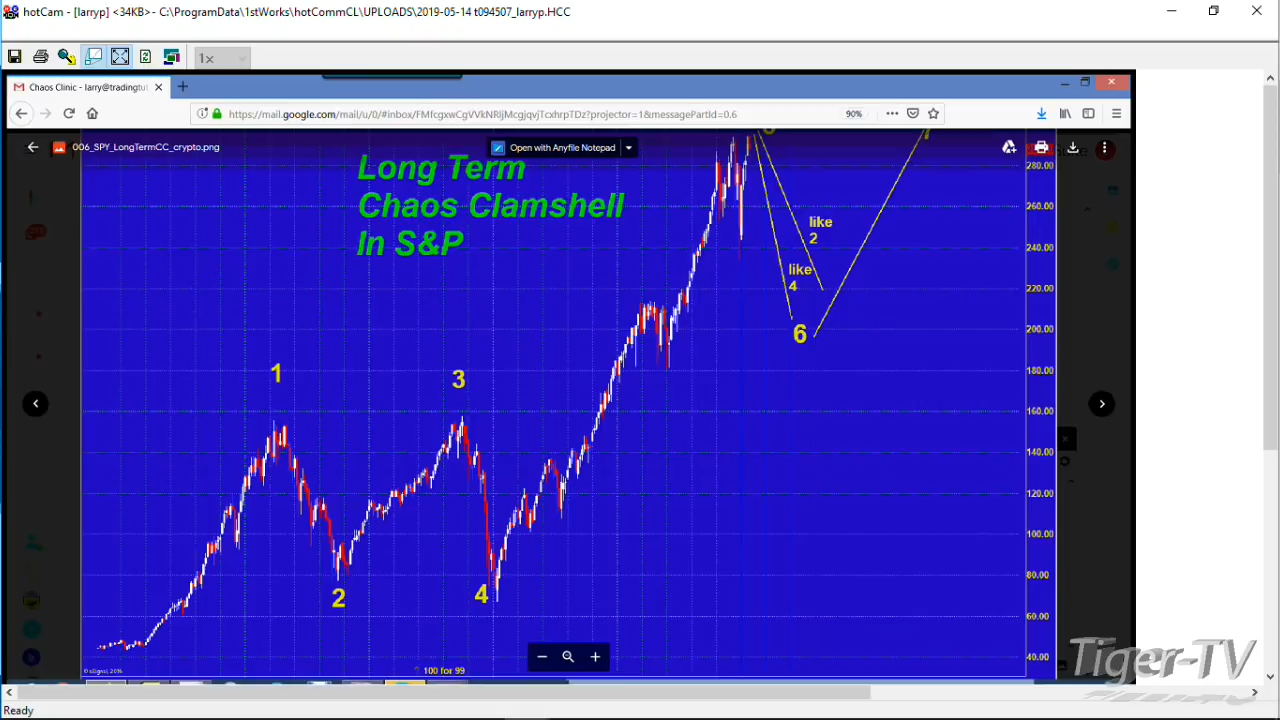 hotCam - [larryp] <34KB> - C:\ProgramData\1stWorks\hotCommCL\UPLOADS\2019-05-14 t094507_larryp.HCC
1x
Chaos Clinic - larry@tradingtut
https://mail.google.com/mail/u/0/#inbox/FMfcgxwCgVVkNRljMcgjqvjTcxhrpTDz?projector=1&messagePartId=0.6
90%
006_SPY_LongTermCC_crypto.png
Open with Anyfile Notepad
Long Term
Chaos Clamshell
In S&P
280.00
260.00
240.00
220.00
200.00
180.00
160.00
140.00
120.00
100.00
80.00
60.00
40.00
like
2
like
4
6
7
1
3
2
4
100 for 99
© eSignal, 2016
Tiger-TV
Ready